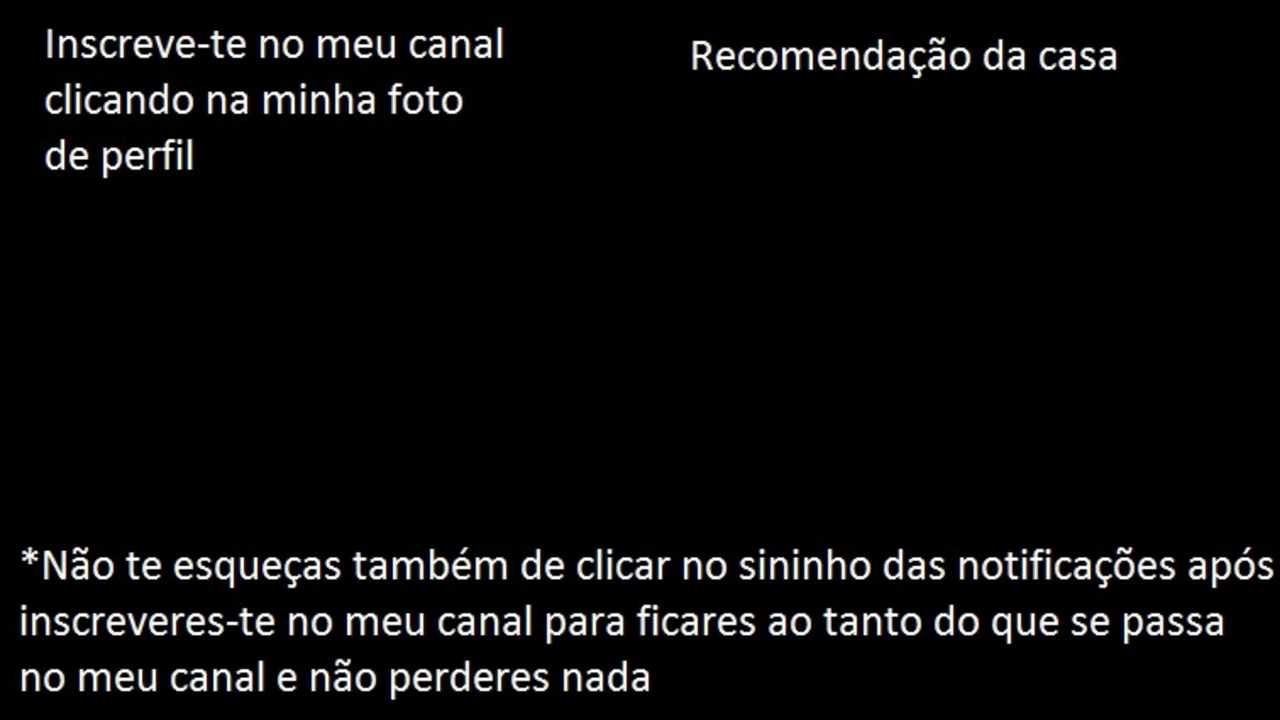 Inscreve-te no meu canal
clicando na minha foto
de perfil
Recomendação da casa
*Não te esqueças também de clicar no sininho das notificações após
inscreveres-te no meu canal para ficares ao tanto do que se passa
no meu canal e não perderes nada